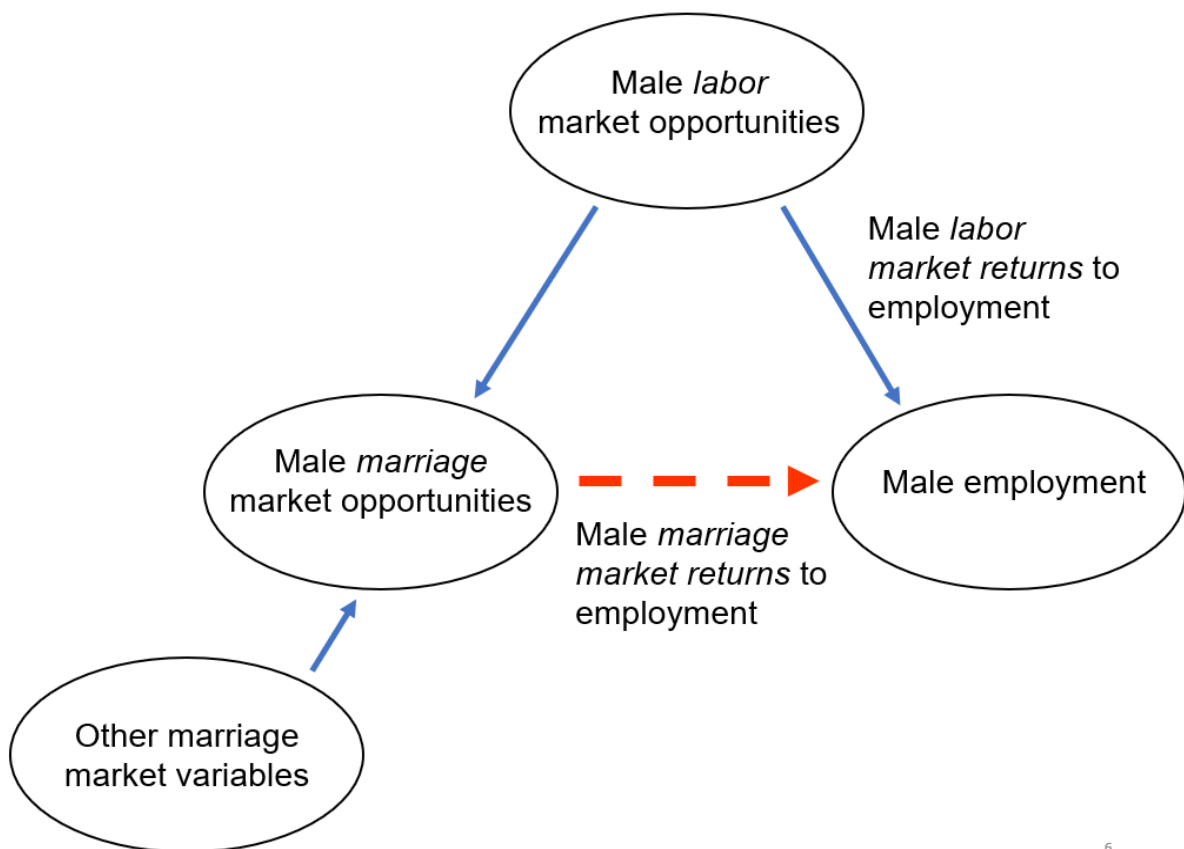 Male labor
market opportunities
Male labor
market returns to
employment
Male marriage
market opportunities
Male employment
Male marriage
market returns to
employment
Other marriage
market variables
6